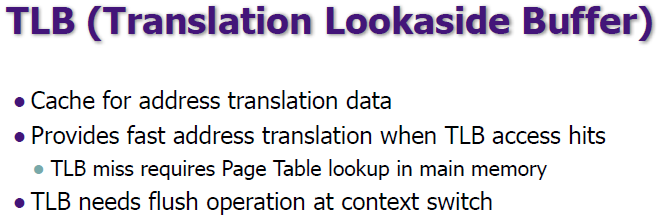 TLB (Translation Lookaside Buffer)
Cache for address translation data
Provides fast address translation when TLB access hits
TLB miss requires Page Table lookup in main memory
TLB needs flush operation at context switch